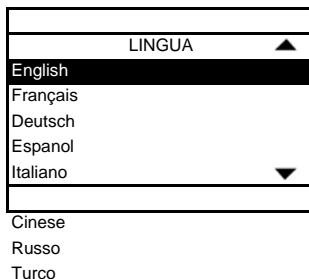 LINGUA
English
Français
Deutsch
Espanol
Italiano
Cinese
Russo
Turco